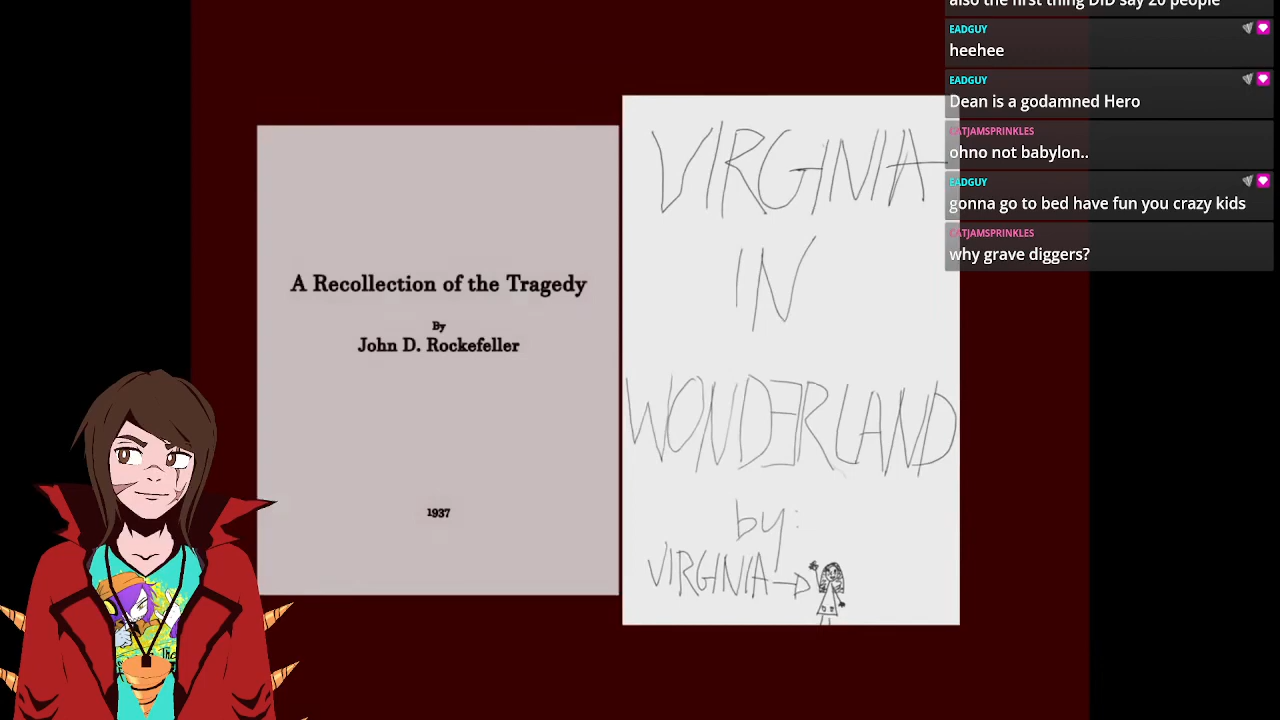 A Recollection of the Tragedy
By
John D. Rockefeller
1937
VIRGINIA
IN
WONDERLAND
by:
VIRGINIA
also the first thing DID say 20 people
EADGUY
heehee
EADGUY
Dean is a godamned Hero
CATJAMSPRINKLES
ohno not babylon..
EADGUY
gonna go to bed have fun you crazy kids
CATJAMSPRINKLES
why grave diggers?